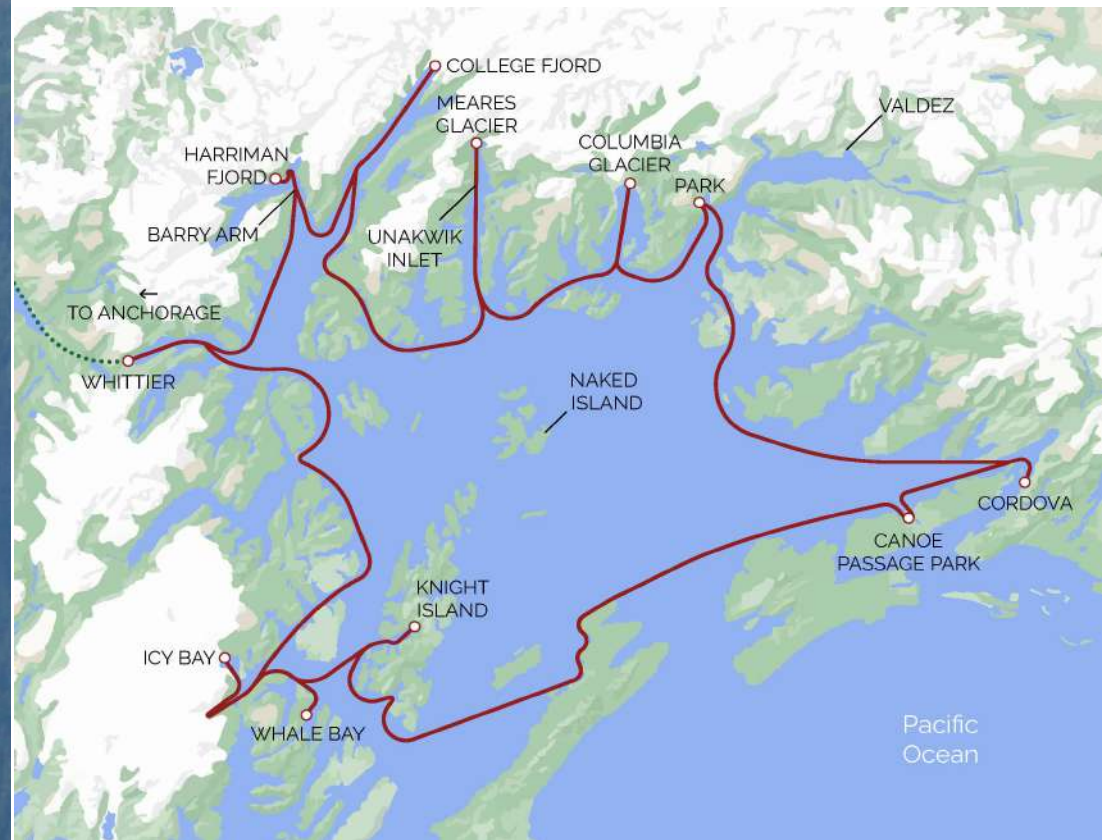 COLLEGE FJORD
MEARES
GLACIER
VALDEZ
HARRIMAN
FJORD
COLUMBIA
GLACIER
PARK
BARRY ARM
UNAKWIK
INLET
TO ANCHORAGE
WHITTIER
NAKED
ISLAND
CORDOVA
CANOE
PASSAGE PARK
KNIGHT
ISLAND
ICY BAY
WHALE BAY
Pacific
Ocean